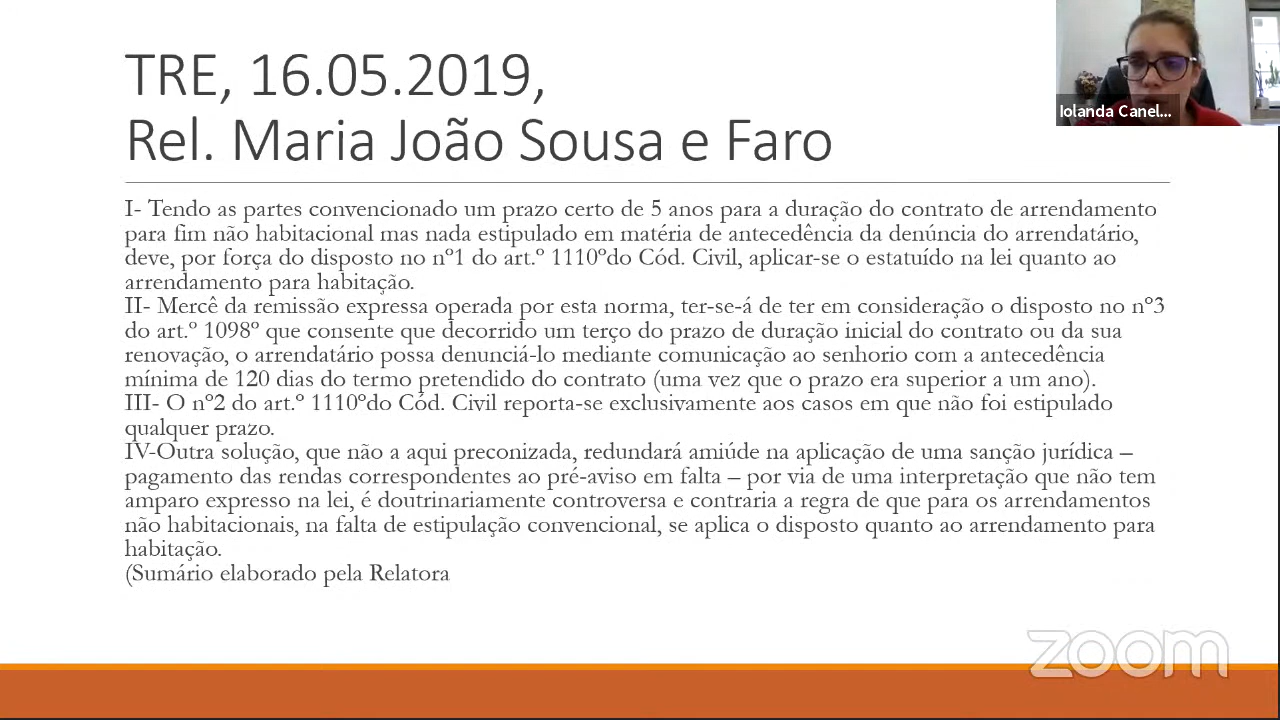 TRE, 16.05.2019,
Rel. Maria João Sousa e Faro
Iolanda Canel...
I- Tendo as partes convencionado um prazo certo de 5 anos para a duração do contrato de arrendamento
para fim não habitacional mas nada estipulado em matéria de antecedência da denúncia do arrendatário,
deve, por força do disposto no nº1 do art.º 1110ºdo Cód. Civil, aplicar-se o estatuído na lei quanto ao
arrendamento para habitação.
II- Mercê da remissão expressa operada por esta norma, ter-se-á de ter em consideração o disposto no nº3
do art.º 1098º que consente que decorrido um terço do prazo de duração inicial do contrato ou da sua
renovação, o arrendatário possa denunciá-lo mediante comunicação ao senhorio com a antecedência
mínima de 120 dias do termo pretendido do contrato (uma vez que o prazo era superior a um ano).
III- O nº2 do art.º 1110ºdo Cód. Civil reporta-se exclusivamente aos casos em que não foi estipulado
qualquer prazo.
IV-Outra solução, que não a aqui preconizada, redundará amiúde na aplicação de uma sanção jurídica –
pagamento das rendas correspondentes ao pré-aviso em falta – por via de uma interpretação que não tem
amparo expresso na lei, é doutrinariamente controversa e contraria a regra de que para os arrendamentos
não habitacionais, na falta de estipulação convencional, se aplica o disposto quanto ao arrendamento para
habitação.
(Sumário elaborado pela Relatora
zoom